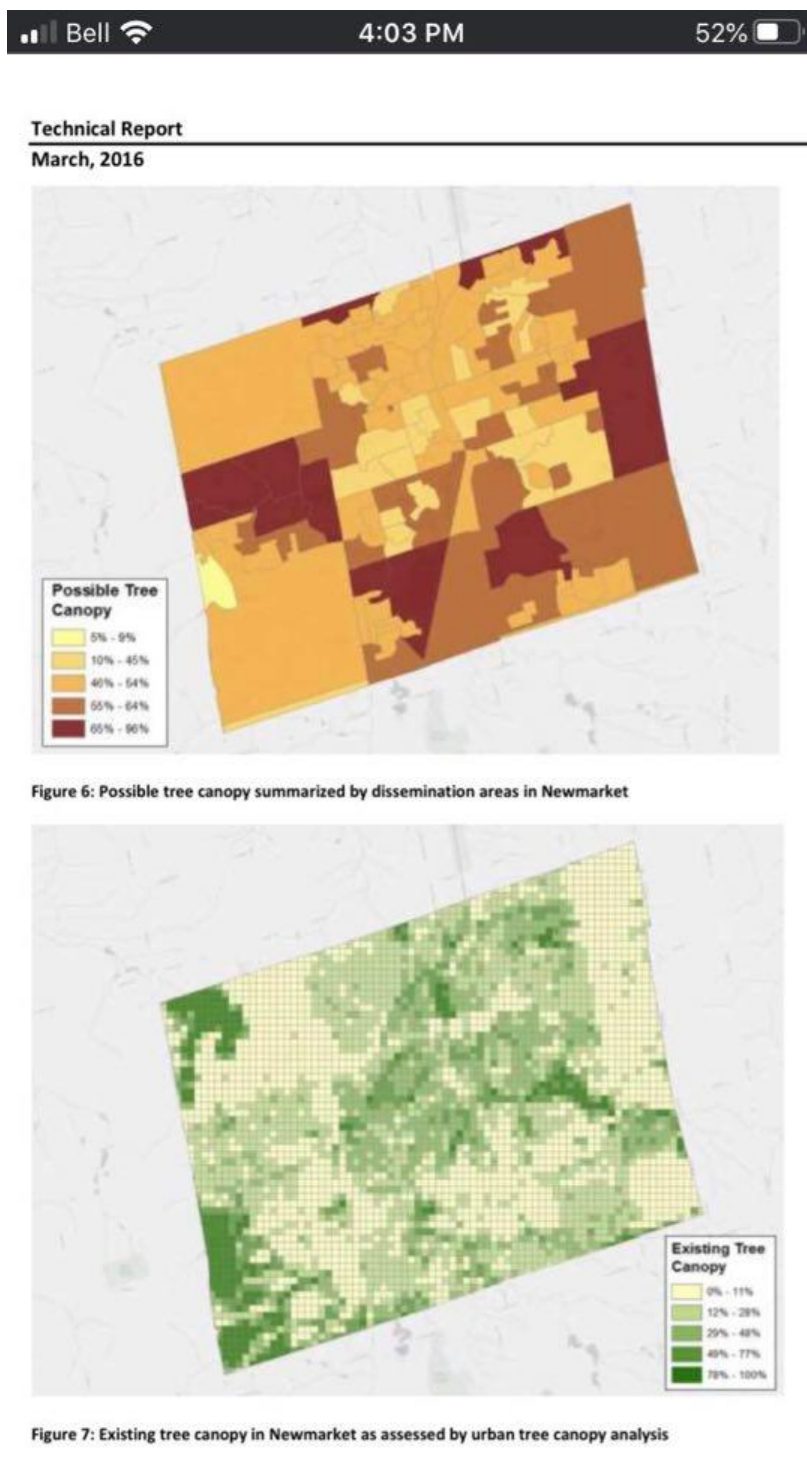 Bell
4:03 PM
52%
Technical Report
March, 2016
Possible Tree
Canopy
5% - 9%
10% - 45%
46% - 54%
55% - 64%
65% - 96%
Figure 6: Possible tree canopy summarized by dissemination areas in Newmarket
Existing Tree
Canopy
0% - 11%
12% - 28%
29% - 48%
49% - 77%
78% - 100%
Figure 7: Existing tree canopy in Newmarket as assessed by urban tree canopy analysis